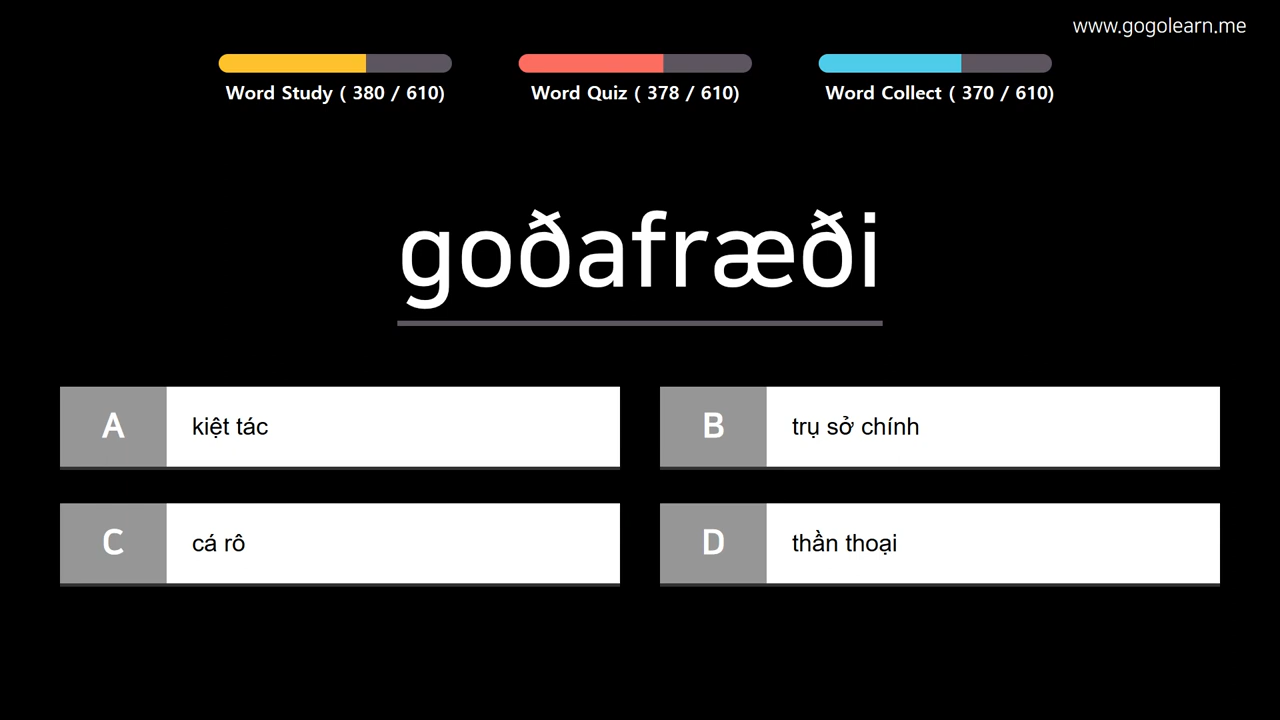 www.gogolearn.me
Word Study ( 380 / 610)
Word Quiz ( 378 / 610)
Word Collect ( 370 / 610)
goðafræði
A kiệt tác
B trụ sở chính
C cá rô
D thần thoại